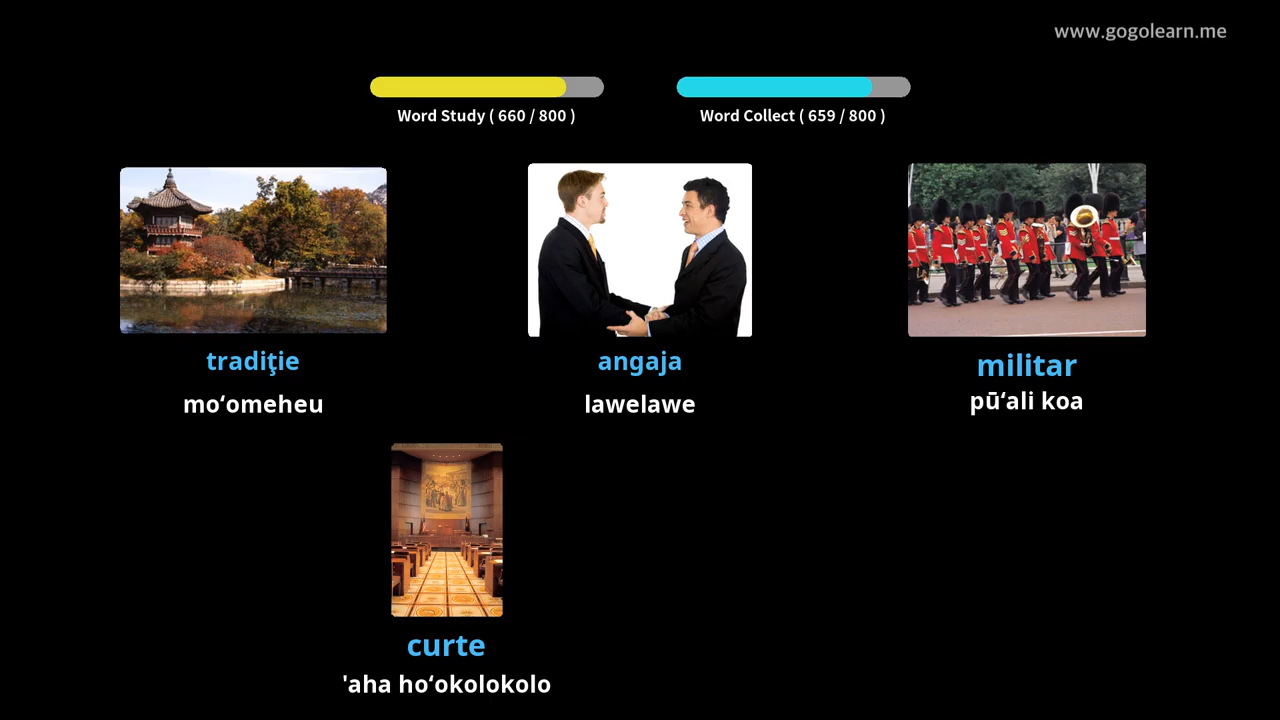 www.gogolearn.me
Word Study ( 660 / 800 )
Word Collect ( 659 / 800 )
tradiţie
angaja
militar
moʻomeheu
lawelawe
pūʻali koa
curte
'aha hoʻokolokolo